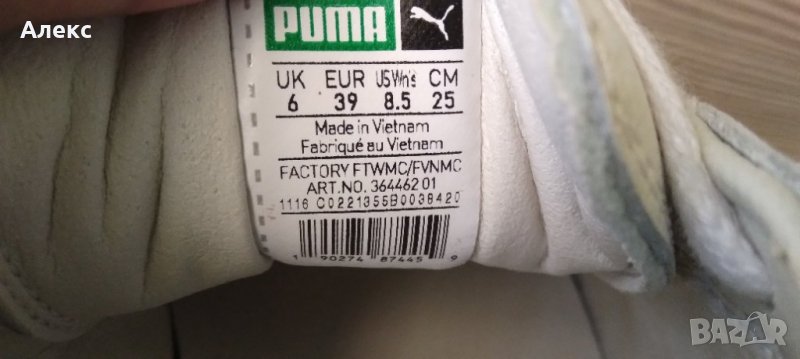 Алекс
PUMA
UK EUR US Wn's CM
6 39 8.5 25
Made in Vietnam
Fabriqué au Vietnam
FACTORY FTWMC/FVNMC
ART.NO. 364462 01
1116 C0221355B0038420
1 90274 87445 9
BAZAR